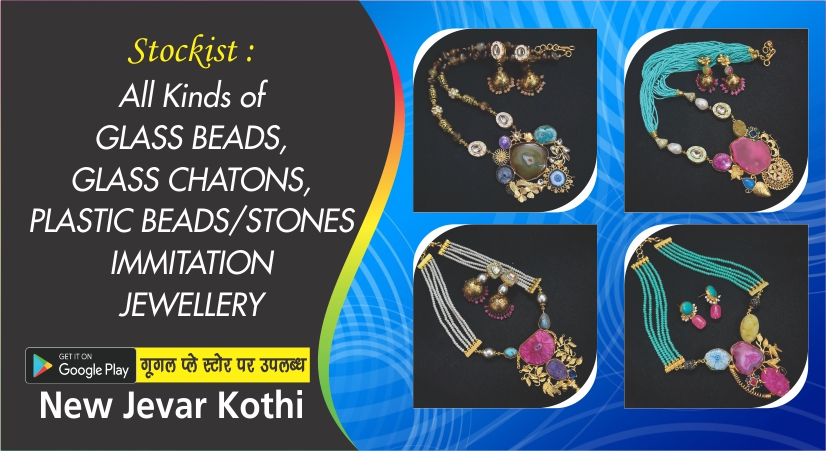 Stockist :
All Kinds of
GLASS BEADS,
GLASS CHATONS,
PLASTIC BEADS/STONES
IMMITATION
JEWELLERY
GET IT ON
Google Play
गूगल प्ले स्टोर पर उपलब्ध
New Jevar Kothi